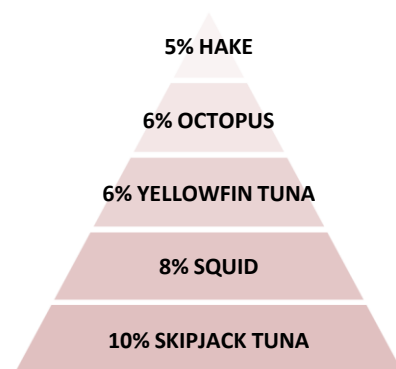 5% HAKE
6% OCTOPUS
6% YELLOWFIN TUNA
8% SQUID
10% SKIPJACK TUNA